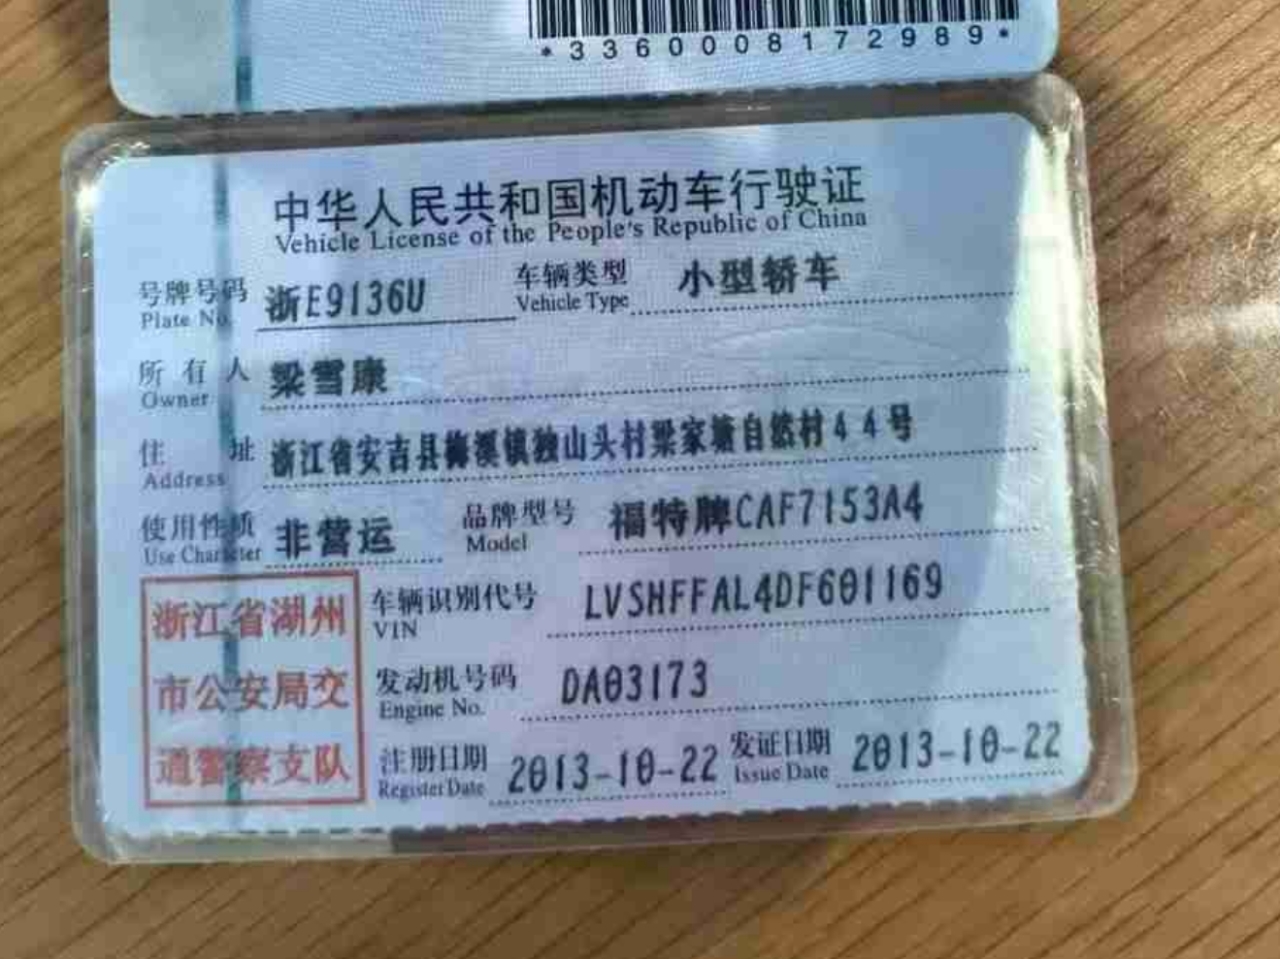 *3360008172989*
中华人民共和国机动车行驶证
Vehicle License of the People's Republic of China
号牌号码 浙E9136U 车辆类型 小型轿车
Plate No. Vehicle Type
所有人 梁雪康
Owner
住址 浙江省安吉县梅溪镇独山头村梁家塘自然村44号
Address
使用性质 非营运 品牌型号 福特牌CAF7153A4
Use Character Model
浙江省湖州
市公安局交
通警察支队
车辆识别代号 LVSHFFAL4DF601169
VIN
发动机号码 DA03173
Engine No.
注册日期 2013-10-22 发证日期 2013-10-22
Register Date Issue Date